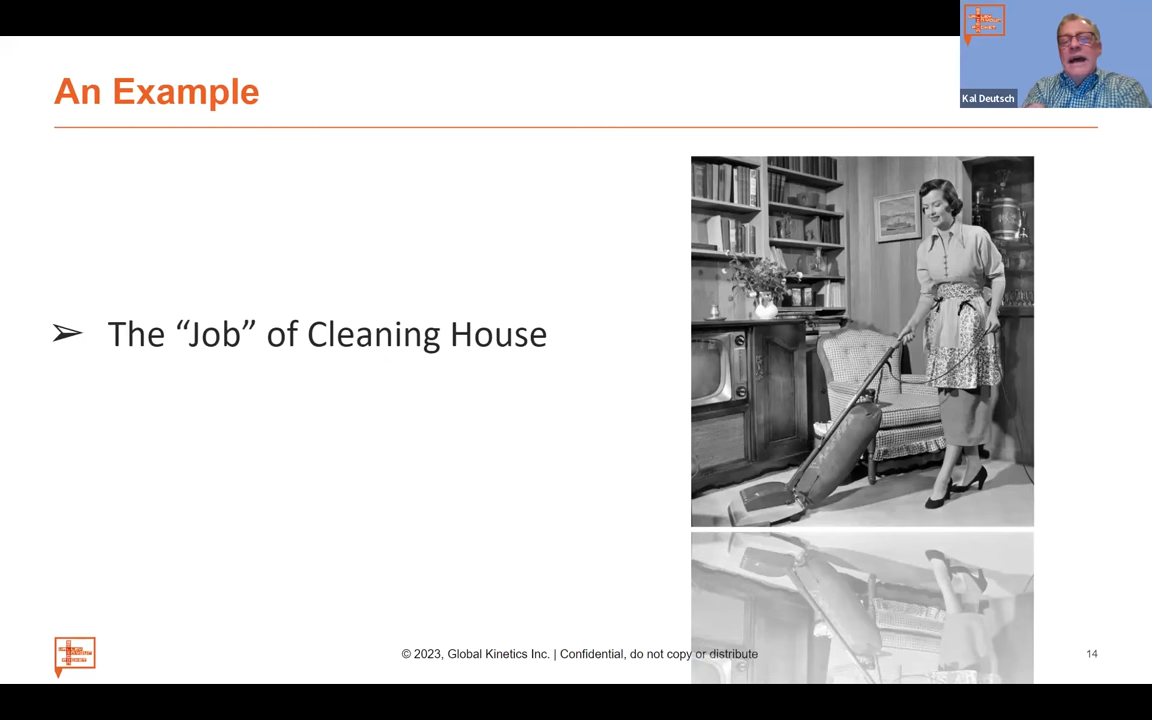 An Example
Kal Deutsch
➢ The “Job” of Cleaning House
© 2023, Global Kinetics Inc. | Confidential, do not copy or distribute
14